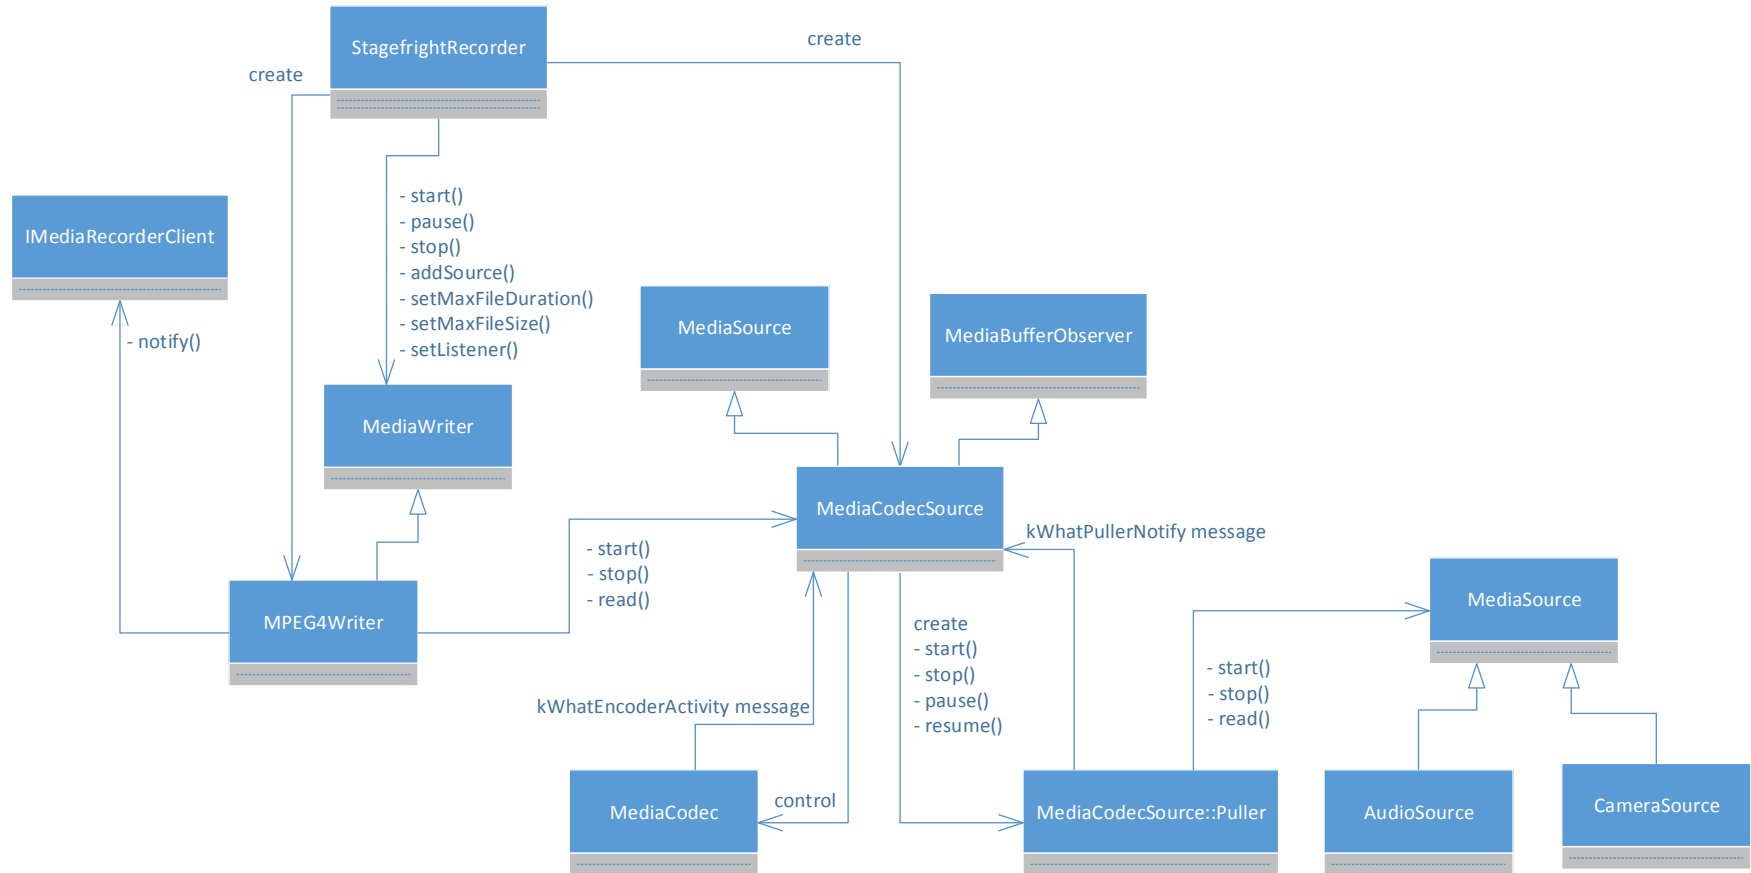 StagefrightRecorder
create
create
- start()
- pause()
- stop()
- addSource()
- setMaxFileDuration()
- setMaxFileSize()
- setListener()
IMediaRecorderClient
- notify()
MediaSource
MediaBufferObserver
MediaWriter
MediaCodecSource
kWhatPullerNotify message
- start()
- stop()
- read()
MPEG4Writer
MediaSource
create
- start()
- stop()
- pause()
- resume()
- start()
- stop()
- read()
kWhatEncoderActivity message
MediaCodec
control
MediaCodecSource::Puller
AudioSource
CameraSource